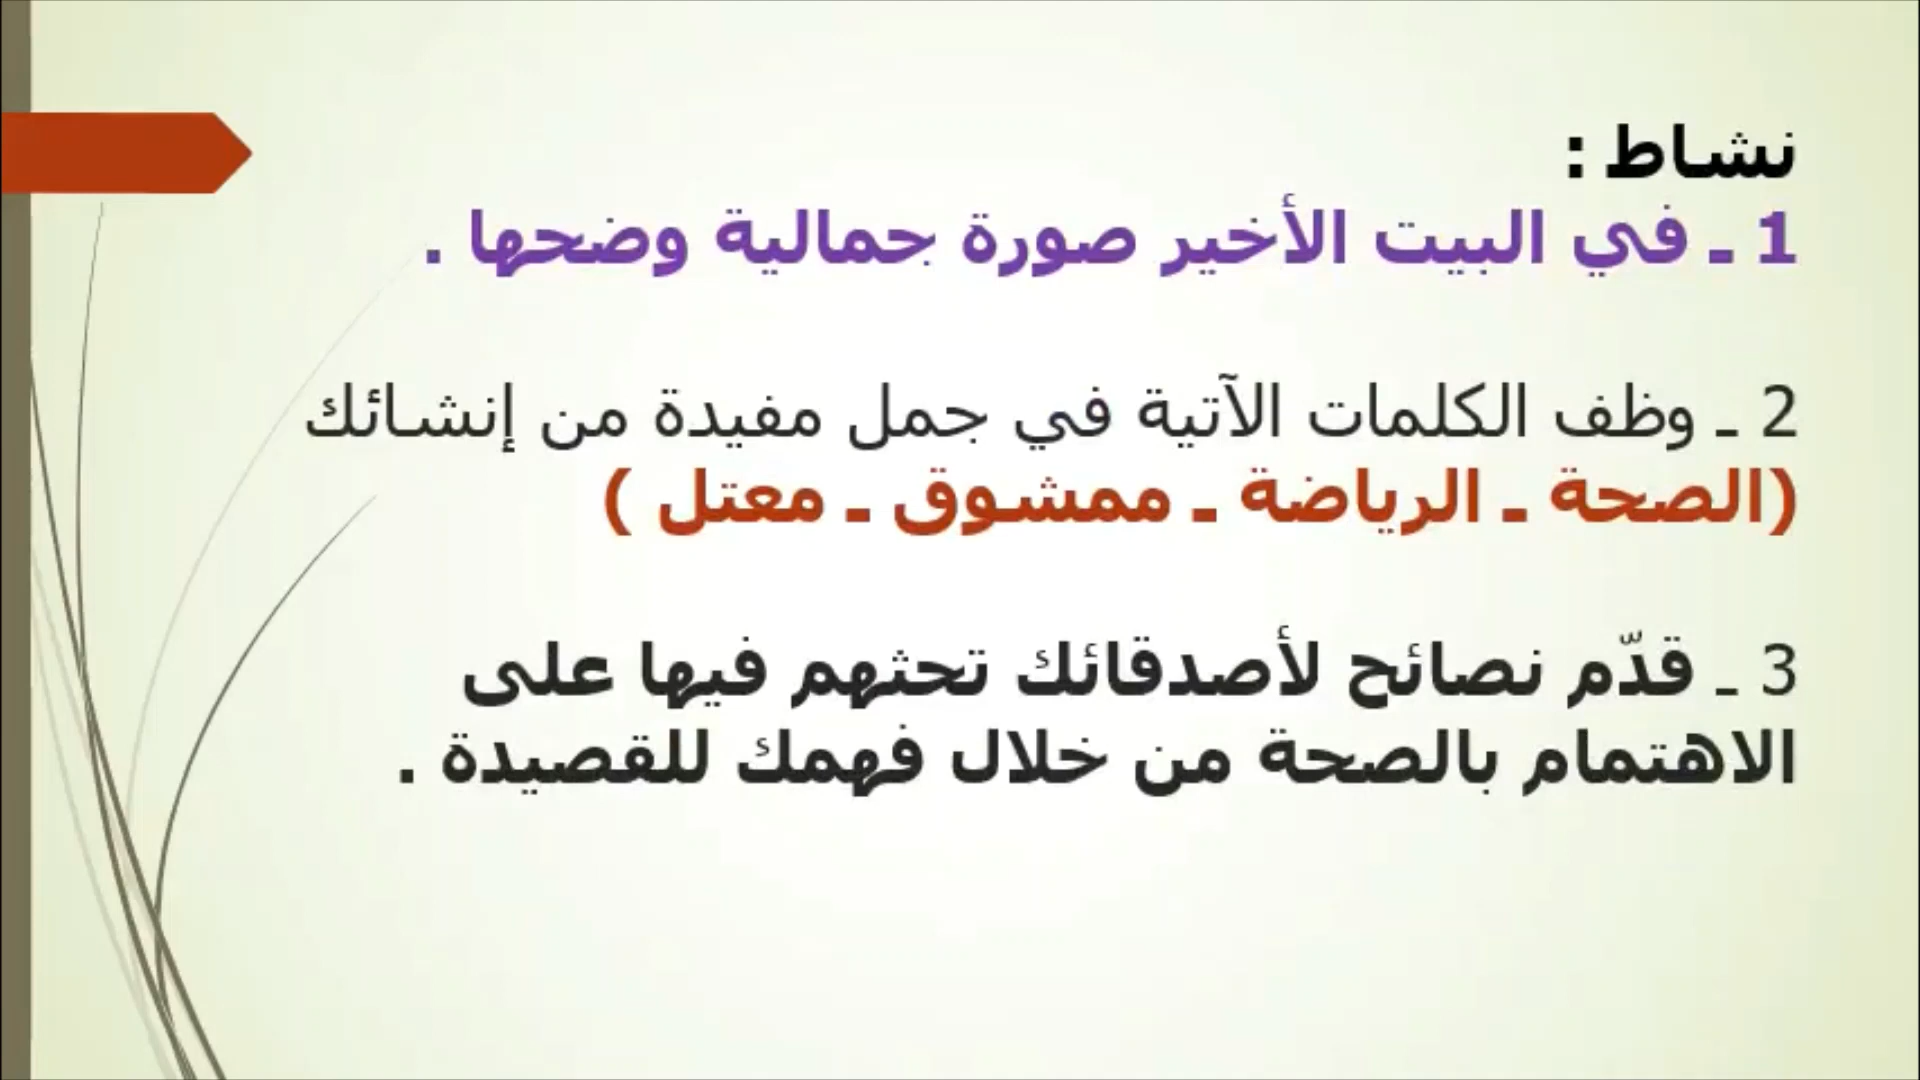 نشاط :
1 ـ في البيت الأخير صورة جمالية وضحها .
2 ـ وظف الكلمات الآتية في جمل مفيدة من إنشائك
(الصحة ـ الرياضة ـ ممشوق ـ معتل )
3 ـ قدّم نصائح لأصدقائك تحثهم فيها على
الاهتمام بالصحة من خلال فهمك للقصيدة .